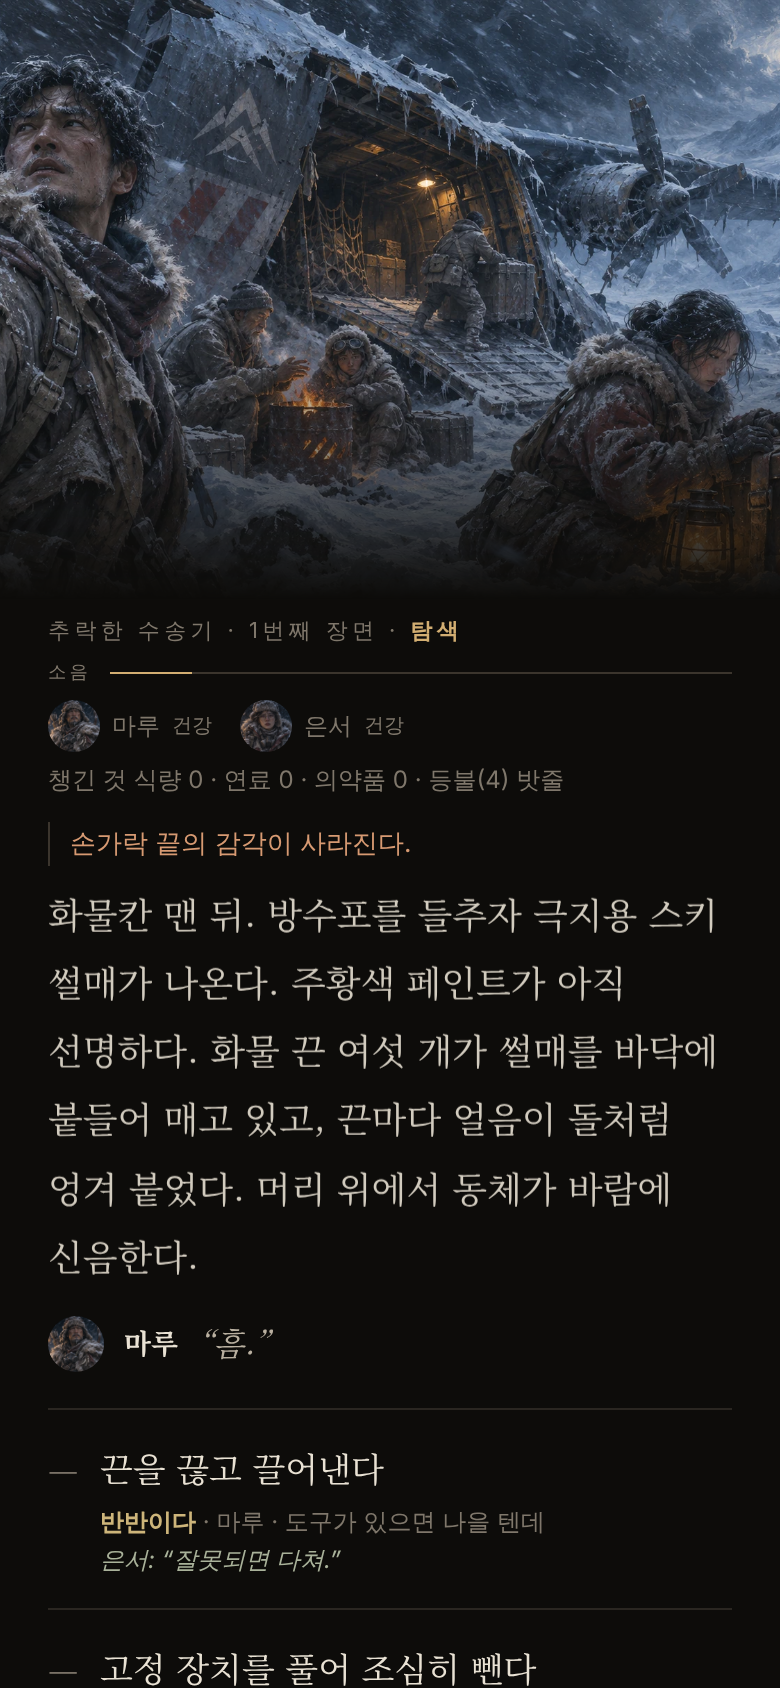 추락한 수송기 · 1번째 장면 · 탐색
소음
마루 건강 은서 건강
챙긴 것 식량 0 · 연료 0 · 의약품 0 · 등불(4) 밧줄
손가락 끝의 감각이 사라진다.
화물칸 맨 뒤. 방수포를 들추자 극지용 스키
썰매가 나온다. 주황색 페인트가 아직
선명하다. 화물 끈 여섯 개가 썰매를 바닥에
붙들어 매고 있고, 끈마다 얼음이 돌처럼
엉겨 붙었다. 머리 위에서 동체가 바람에
신음한다.
마루 “흠.”
— 끈을 끊고 끌어낸다
반반이다 · 마루 · 도구가 있으면 나을 텐데
은서: “잘못되면 다쳐.”
— 고정 장치를 풀어 조심히 뺀다